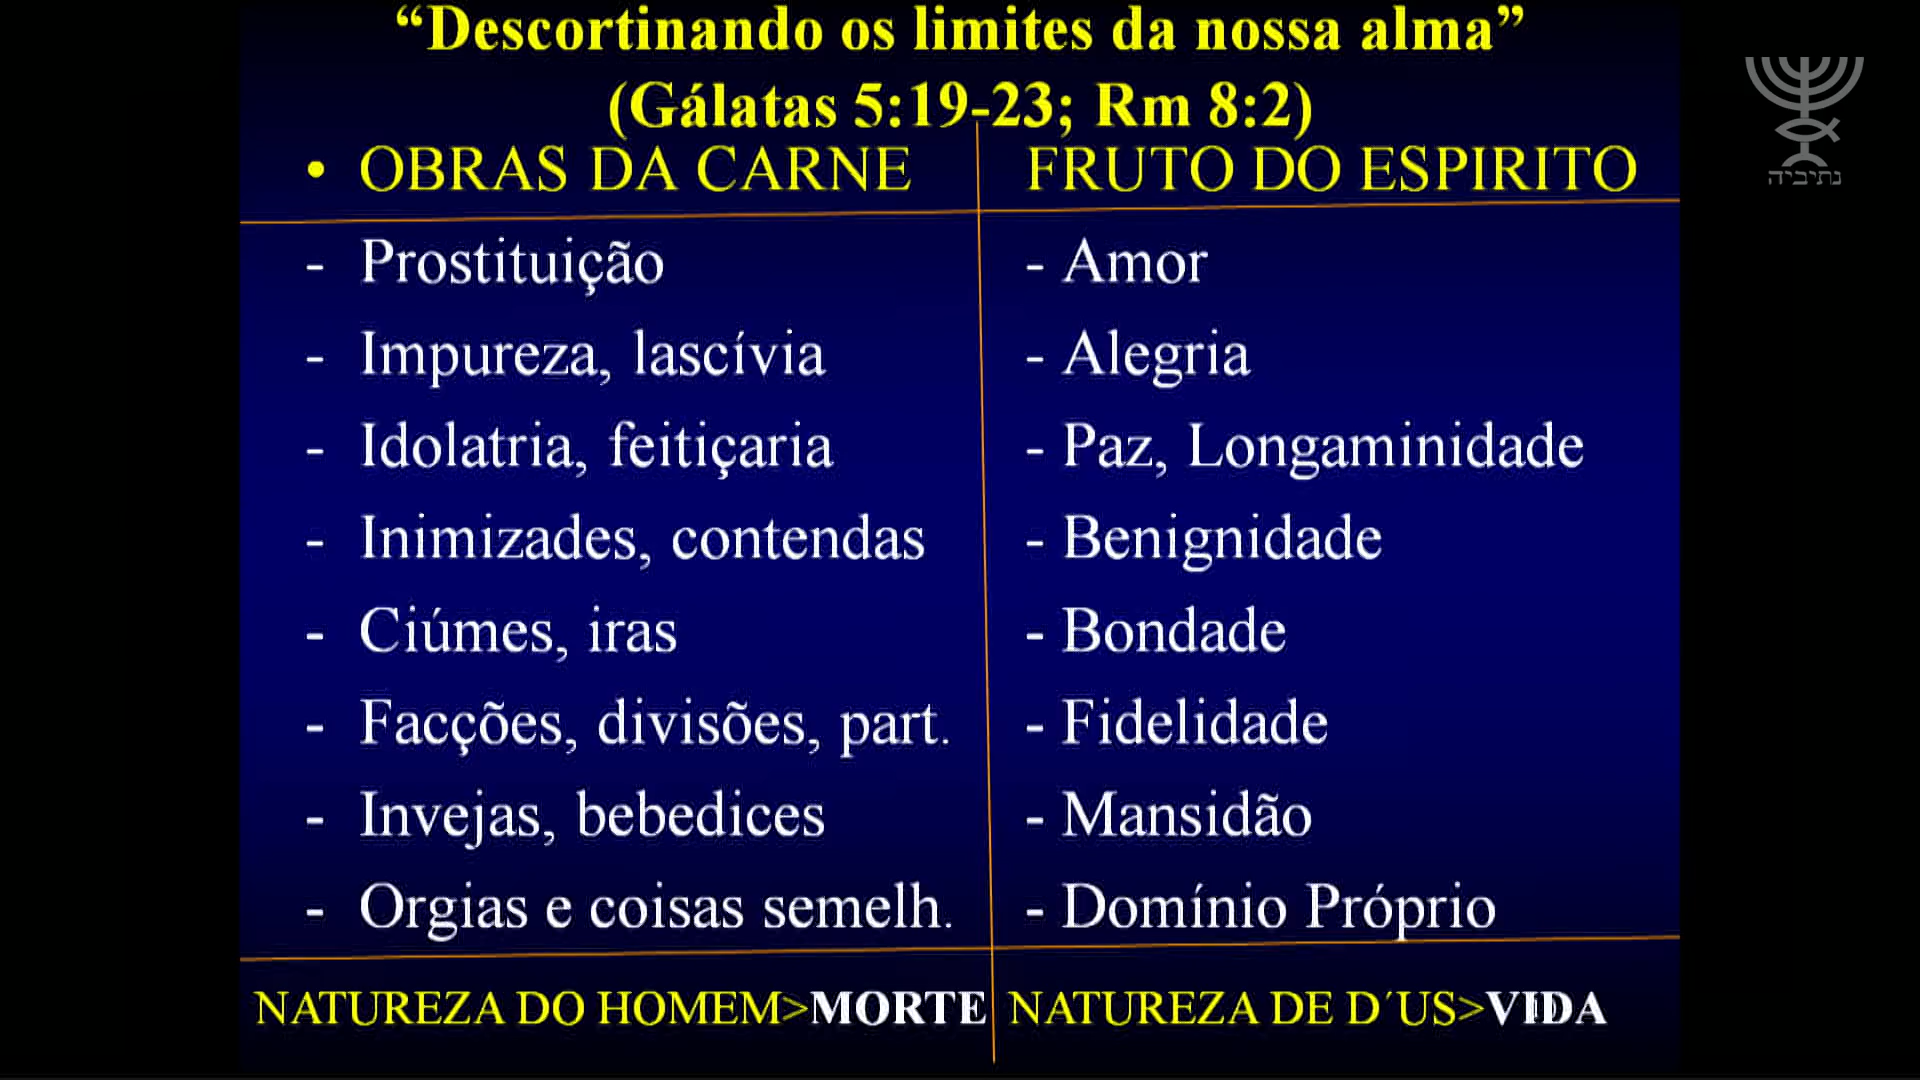 “Descortinando os limites da nossa alma”
(Gálatas 5:19-23; Rm 8:2)
נתיביה
• OBRAS DA CARNE FRUTO DO ESPIRITO
- Prostituição - Amor
- Impureza, lascívia - Alegria
- Idolatria, feitiçaria - Paz, Longaminidade
- Inimizades, contendas - Benignidade
- Ciúmes, iras - Bondade
- Facções, divisões, part. - Fidelidade
- Invejas, bebedices - Mansidão
- Orgias e coisas semelh. - Domínio Próprio
NATUREZA DO HOMEM>MORTE NATUREZA DE D´US>VIDA